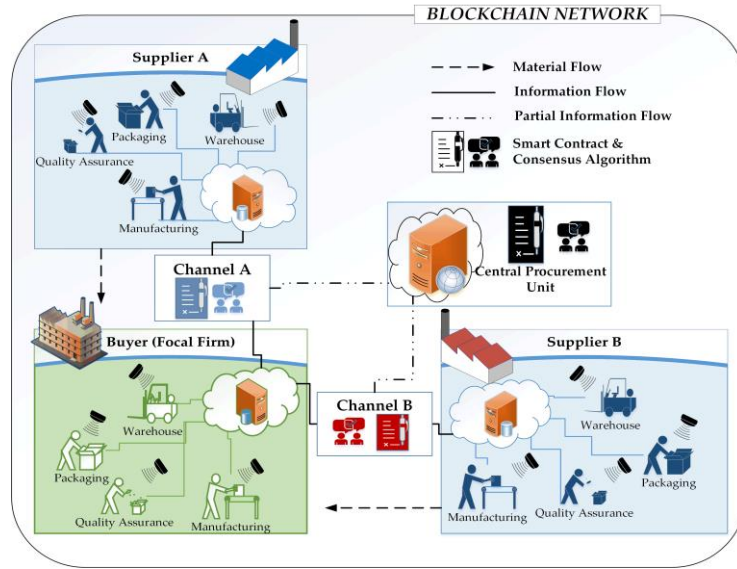 BLOCKCHAIN NETWORK
Supplier A
Packaging
Warehouse
Quality Assurance
Manufacturing
Material Flow
Information Flow
Partial Information Flow
Smart Contract &
Consensus Algorithm
Channel A
Central Procurement
Unit
Buyer (Focal Firm)
Warehouse
Packaging
Quality Assurance
Manufacturing
Channel B
Supplier B
Warehouse
Packaging
Manufacturing
Quality Assurance